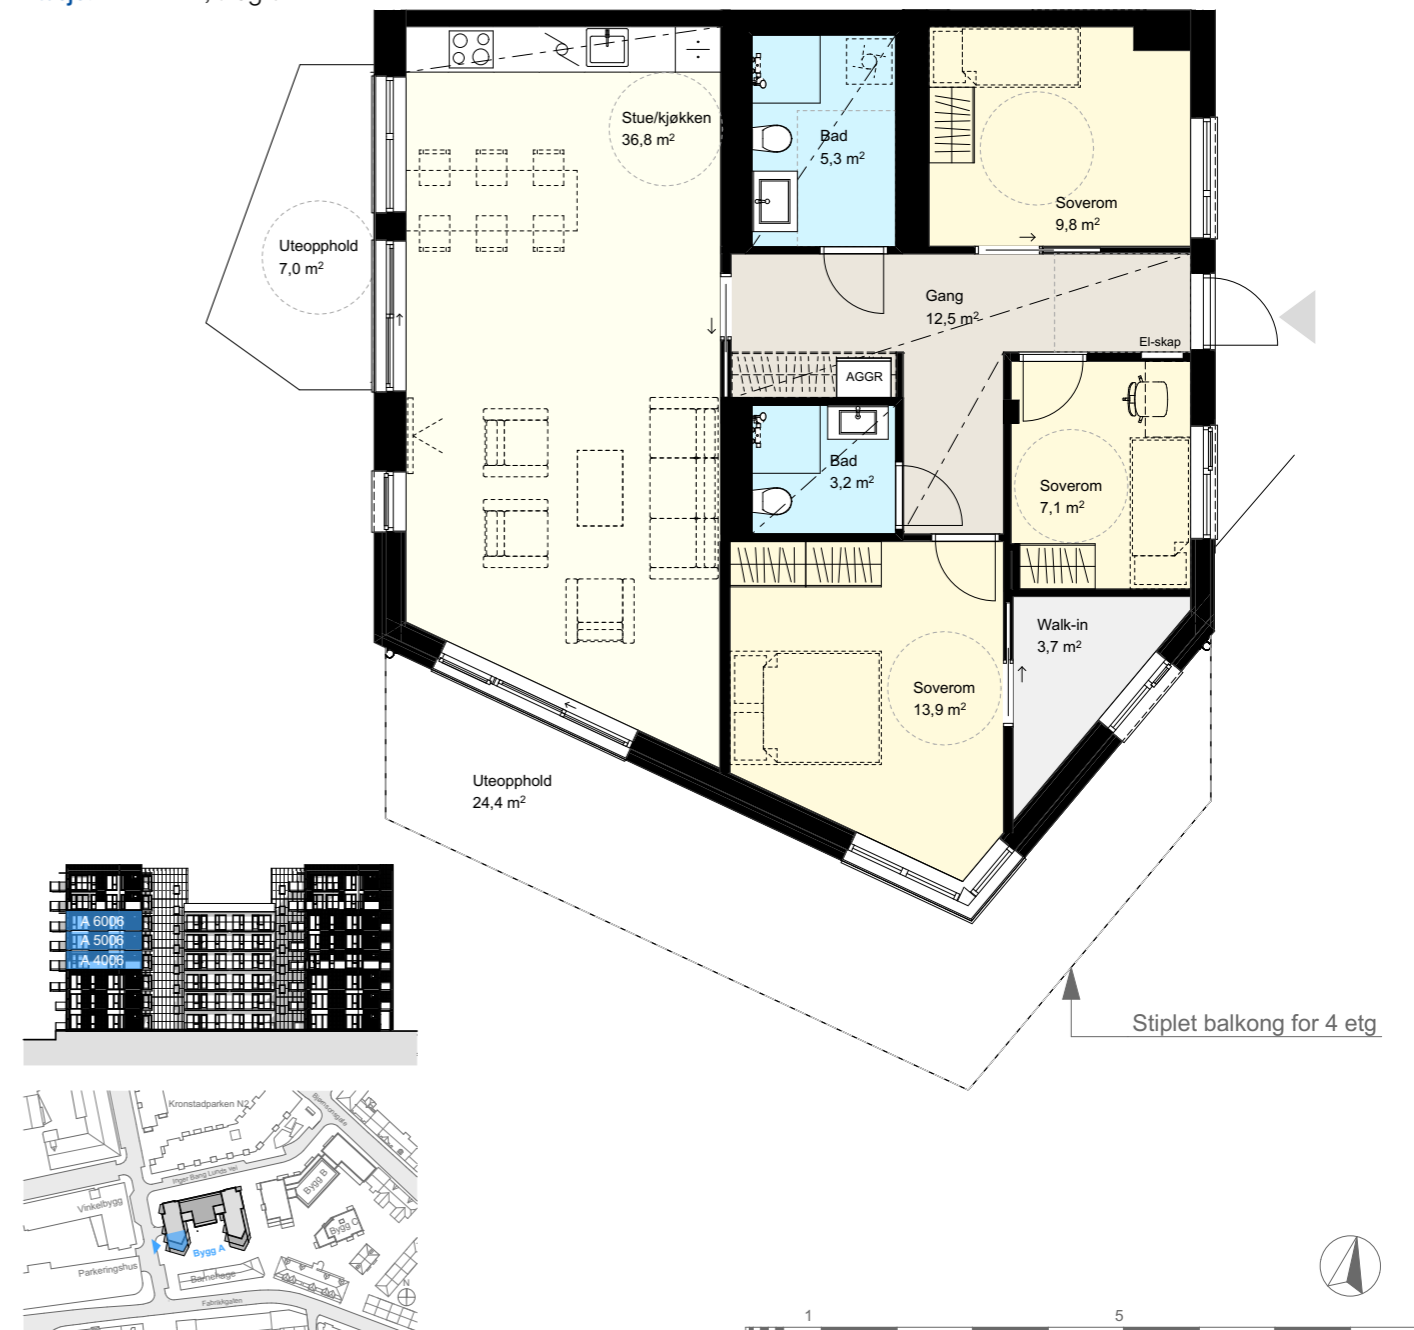 Stue/kjøkken
36,8 m²
Bad
5,3 m²
Soverom
9,8 m²
Uteopphold
7,0 m²
Gang
12,5 m²
El-skap
AGGR
Bad
3,2 m²
Soverom
7,1 m²
Walk-in
3,7 m²
Soverom
13,9 m²
Uteopphold
24,4 m²
A 6006
A 5006
A 4006
Stiplet balkong for 4 etg
Kronstadparken N2
Bjørnsonsgate
Inger Bang Lunds Vei
Bygg B
Vinkelbygg
Bygg C
Bygg A
Parkeringshus
Barnehage
N
Fabrikkgaten
1 5